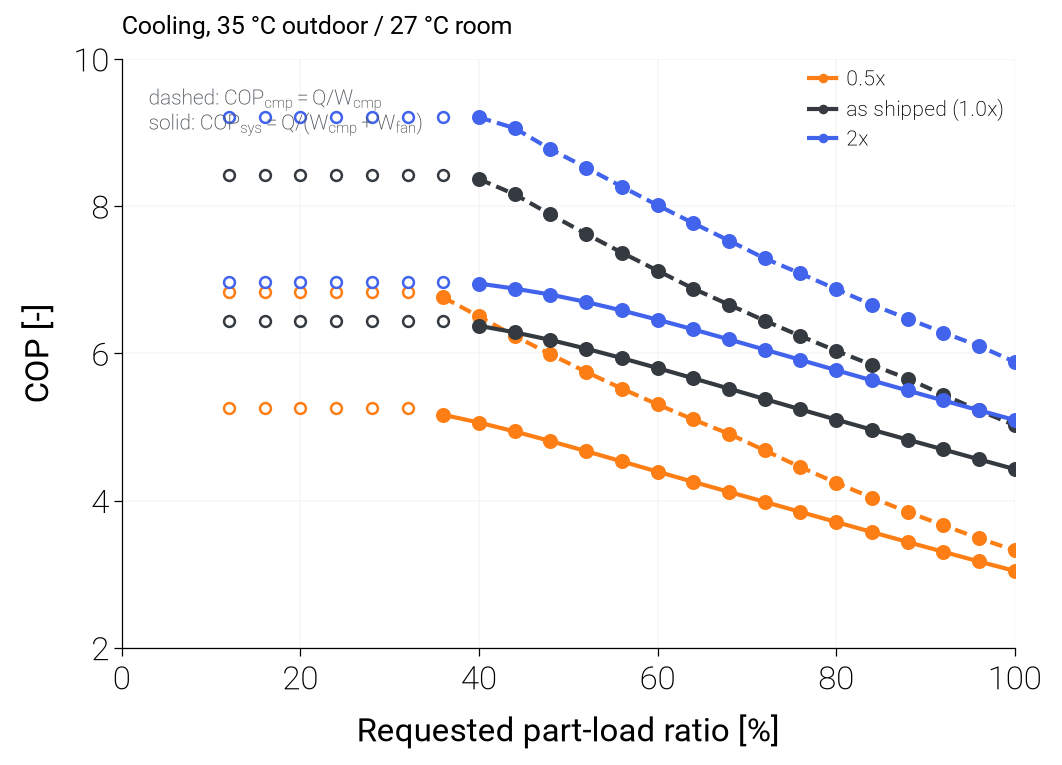 Cooling, 35 °C outdoor / 27 °C room
10
8
6
4
2
COP [-]
dashed: COPcmp = Q/Wcmp
solid: COPsys = Q/(Wcmp + Wfan)
0.5x
as shipped (1.0x)
2x
0 20 40 60 80 100
Requested part-load ratio [%]